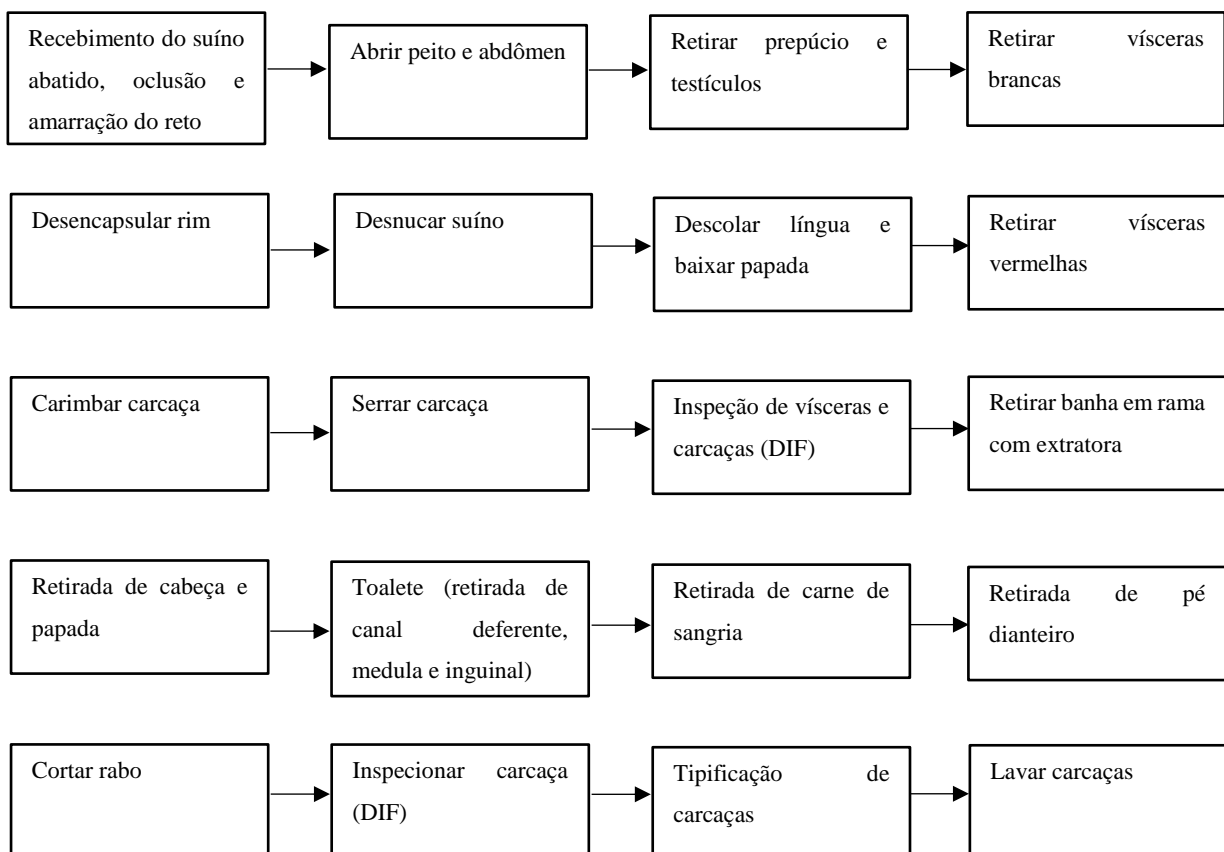 Recebimento do suíno
abatido, oclusão e
amarração do reto
Abrir peito e abdômen
Retirar prepúcio e
testículos
Retirar vísceras
brancas
Desencapsular rim
Desnucar suíno
Descolar língua e
baixar papada
Retirar vísceras
vermelhas
Carimbar carcaça
Serrar carcaça
Inspeção de vísceras e
carcaças (DIF)
Retirar banha em rama
com extratora
Retirada de cabeça e
papada
Toalete (retirada de
canal deferente,
medula e inguinal)
Retirada de carne de
sangria
Retirada de pé
dianteiro
Cortar rabo
Inspecionar carcaça
(DIF)
Tipificação de
carcaças
Lavar carcaças